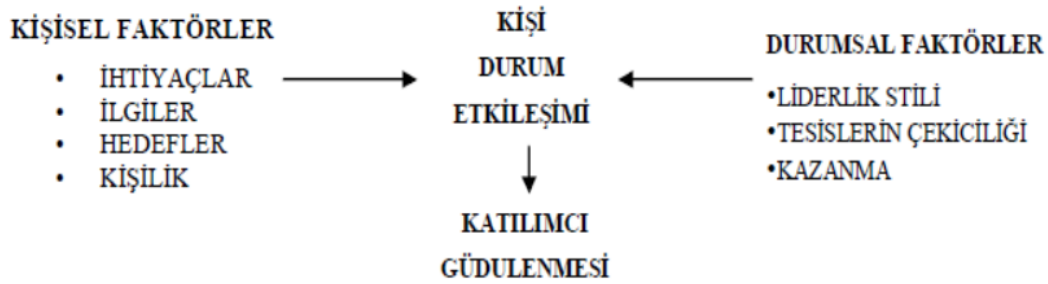 KİŞİSEL FAKTÖRLER
• İHTİYAÇLAR
• İLGİLER
• HEDEFLER
• KİŞİLİK
KİŞİ
DURUM
ETKİLEŞİMİ
DURUMSAL FAKTÖRLER
•LİDERLİK STİLİ
•TESİSLERİN ÇEKİCİLİĞİ
•KAZANMA
KATILIMCI
GÜDULENMESİ